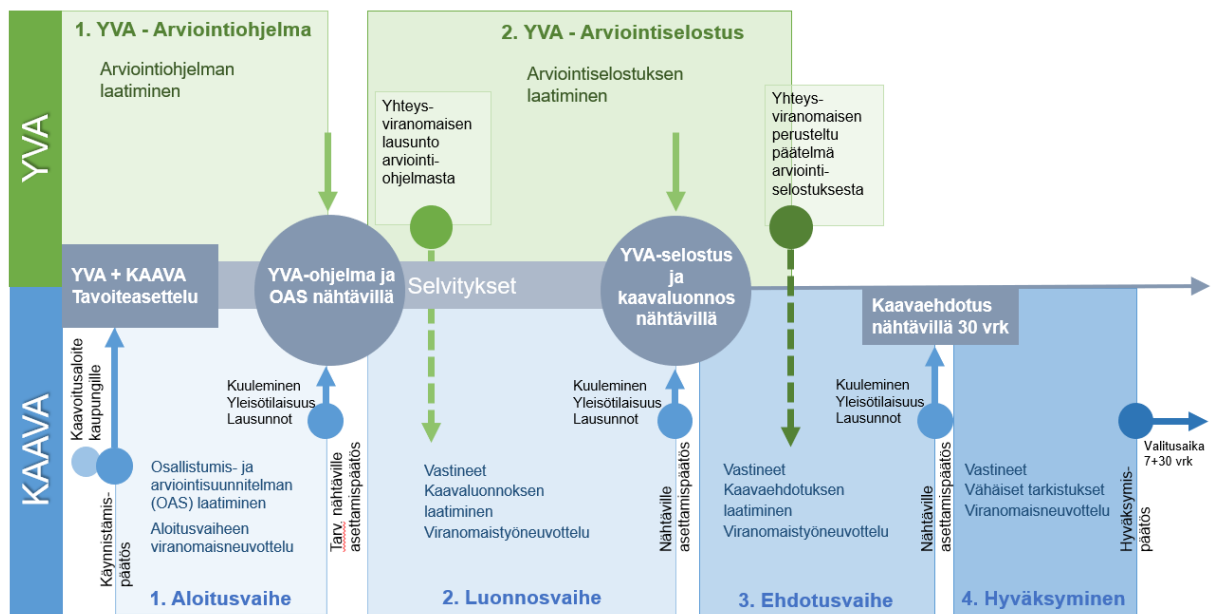 YVA
1. YVA - Arviointiohjelma
Arviointiohjelman
laatiminen
2. YVA - Arviointiselostus
Arviointiselostuksen
laatiminen
Yhteys-
viranomaisen
lausunto
arviointi-
ohjelmasta
Yhteys-
viranomaisen
perusteltu
päätelmä
arviointi-
selostuksesta
YVA + KAAVA
Tavoiteasettelu
YVA-ohjelma ja
OAS nähtävillä
Selvitykset
YVA-selostus
ja
kaavaluonnos
nähtävillä
Kaavaehdotus
nähtävillä 30 vrk
KAAVA
Kaavoitusaloite
kaupungille
Käynnistämis-
päätös
Kuuleminen
Yleisötilaisuus
Lausunnot
Tarv. nähtäville
asettamispäätös
Osallistumis- ja
arviointisuunnitelman
(OAS) laatiminen
Aloitusvaiheen
viranomaisneuvottelu
1. Aloitusvaihe
Kuuleminen
Yleisötilaisuus
Lausunnot
Nähtäville
asettamispäätös
Vastineet
Kaavaluonnoksen
laatiminen
Viranomaistyöneuvottelu
2. Luonnosvaihe
Kuuleminen
Yleisötilaisuus
Lausunnot
Nähtäville
asettamispäätös
Vastineet
Kaavaehdotuksen
laatiminen
Viranomaistyöneuvottelu
3. Ehdotusvaihe
Vastineet
Vähäiset tarkistukset
Viranomaisneuvottelu
Hyväksymis-
päätös
Valitusaika
7+30 vrk
4. Hyväksyminen